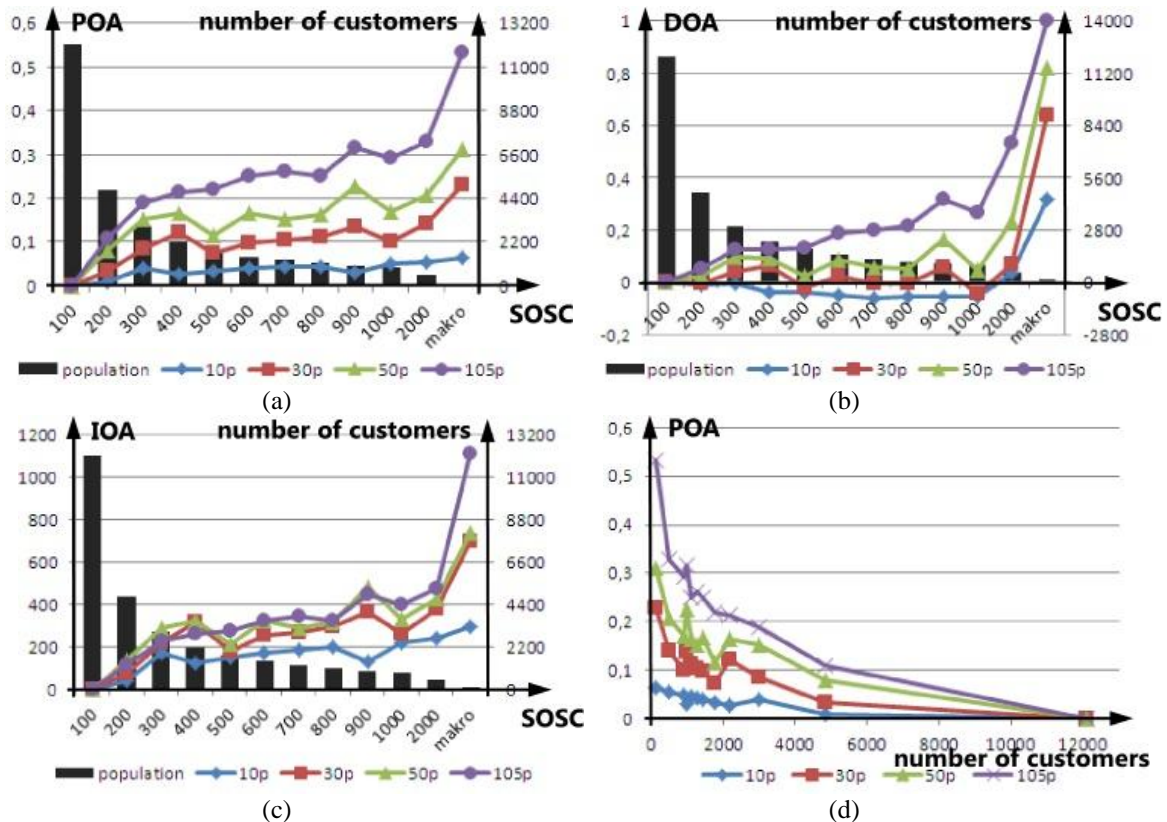 POA number of customers
0,6 13200
0,5 11000
0,4 8800
0,3 6600
0,2 4400
0,1 2200
0 0
100 200 300 400 500 600 700 800 900 1000 2000 makro SOSC
population 10p 30p 50p 105p
(a)
DOA number of customers
1 14000
0,8 11200
0,6 8400
0,4 5600
0,2 2800
0 0
-0,2 -2800
100 200 300 400 500 600 700 800 900 1000 2000 makro SOSC
population 10p 30p 50p 105p
(b)
IOA number of customers
1200 13200
1000 11000
800 8800
600 6600
400 4400
200 2200
0 0
100 200 300 400 500 600 700 800 900 1000 2000 makro SOSC
population 10p 30p 50p 105p
(c)
POA
0,6
0,5
0,4
0,3
0,2
0,1
0
0 2000 4000 6000 8000 10000 12000
number of customers
10p 30p 50p 105p
(d)